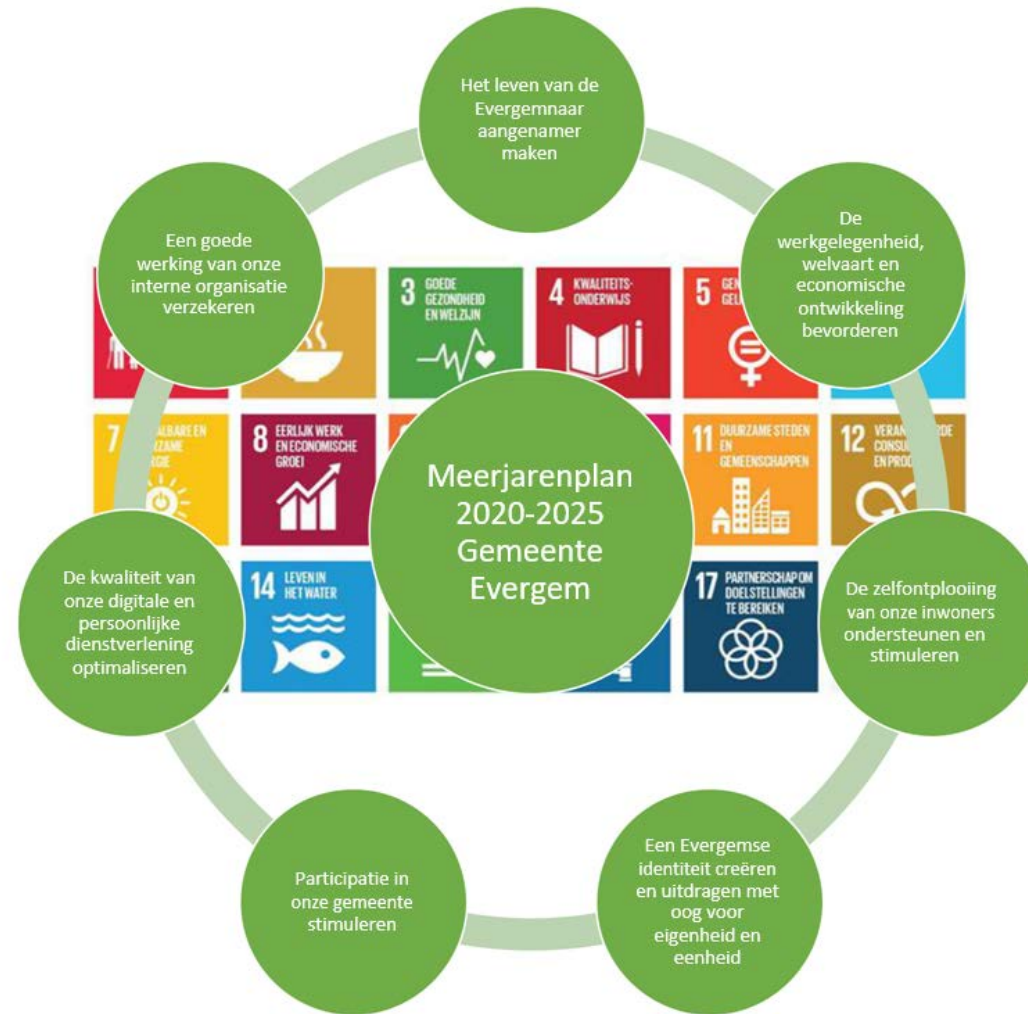 Het leven van de
Evergemnaar
aangenamer
maken
De
werkgelegenheid,
welvaart en
economische
ontwikkeling
bevorderen
De zelfontplooiing
van onze inwoners
ondersteunen en
stimuleren
Een Evergemse
identiteit creëren
en uitdragen met
oog voor
eigenheid en
eenheid
Participatie in
onze gemeente
stimuleren
De kwaliteit van
onze digitale en
persoonlijke
dienstverlening
optimaliseren
Een goede
werking van onze
interne organisatie
verzekeren
Meerjarenplan
2020-2025
Gemeente
Evergem
3 GOEDE
GEZONDHEID
EN WELZIJN
4 KWALITEITS-
ONDERWIJS
5
7
EN
8 EERLIJK WERK
EN ECONOMISCHE
GROEI
11 DUURZAME STEDEN
EN
GEMEENSCHAPPEN
12
EN
14 LEVEN IN
HET WATER
17 PARTNERSCHAP OM
DOELSTELLINGEN
TE BEREIKEN